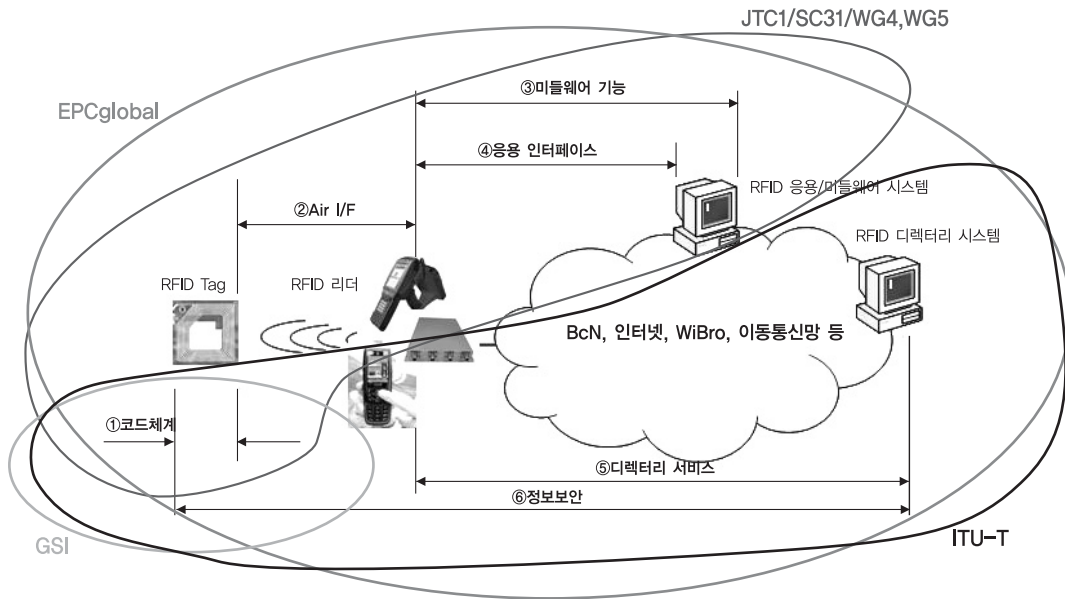 JTC1/SC31/WG4,WG5
③미들웨어 기능
EPCglobal
④응용 인터페이스
RFID 응용/미들웨어 시스템
②Air I/F
RFID 디렉터리 시스템
RFID Tag
RFID 리더
BcN, 인터넷, WiBro, 이동통신망 등
①코드체계
⑤디렉터리 서비스
⑥정보보안
GSI
ITU-T